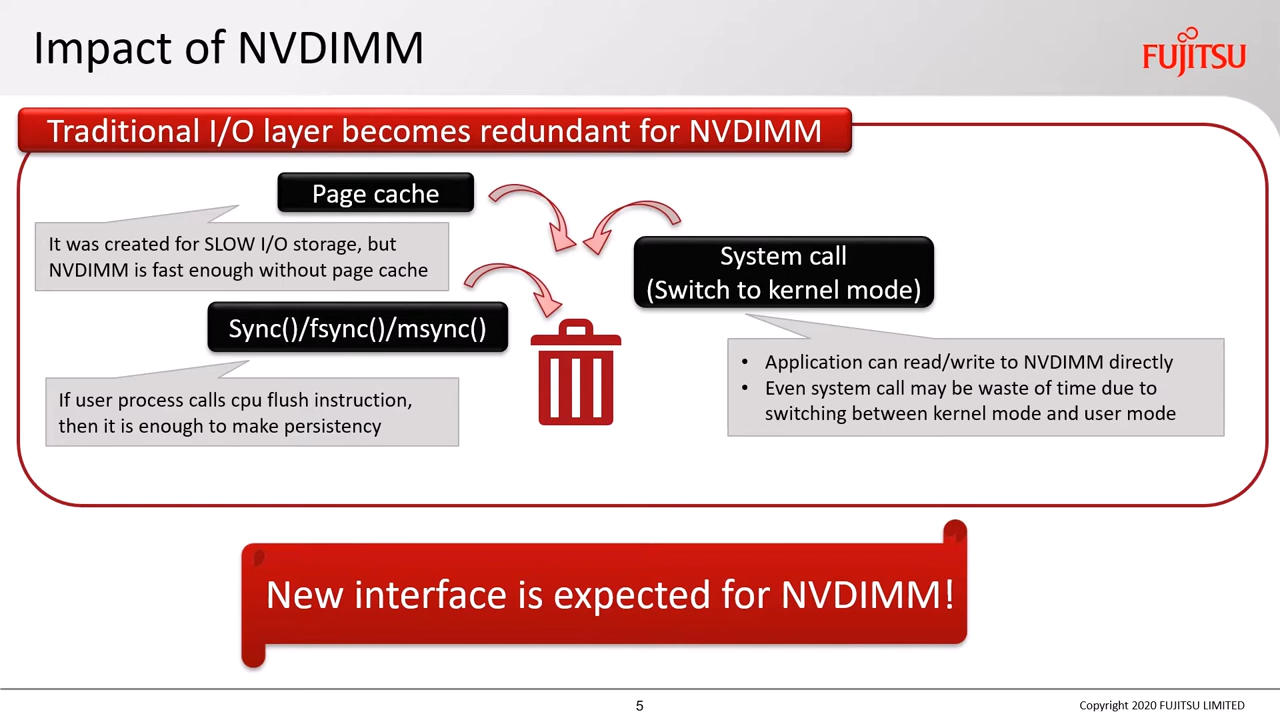 Impact of NVDIMM
FUJITSU
Traditional I/O layer becomes redundant for NVDIMM
Page cache
It was created for SLOW I/O storage, but
NVDIMM is fast enough without page cache
System call
(Switch to kernel mode)
Sync()/fsync()/msync()
If user process calls cpu flush instruction,
then it is enough to make persistency
• Application can read/write to NVDIMM directly
• Even system call may be waste of time due to
switching between kernel mode and user mode
New interface is expected for NVDIMM!
5
Copyright 2020 FUJITSU LIMITED